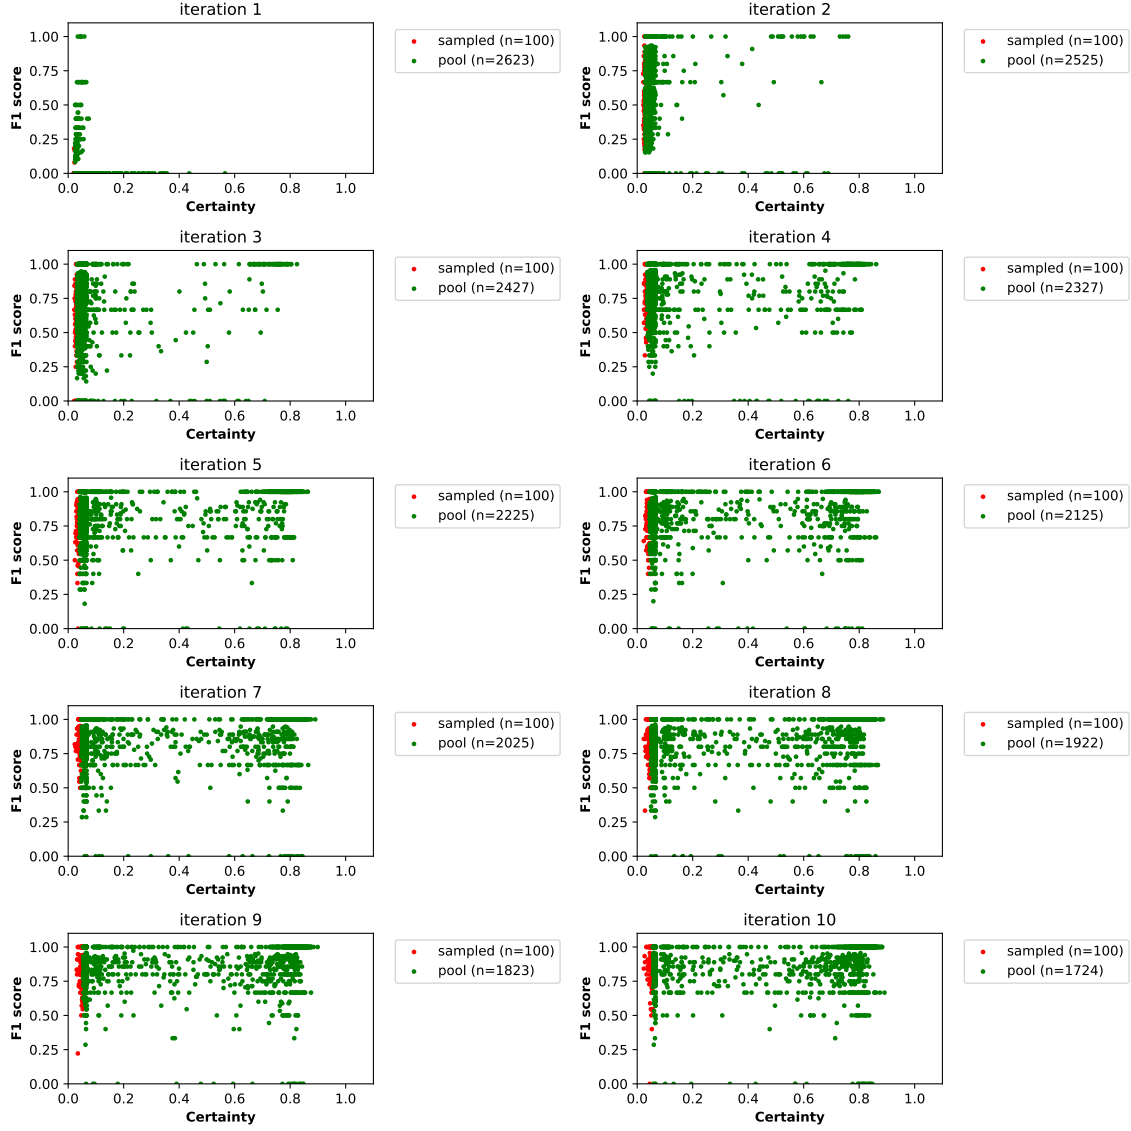 iteration 1
1.00
0.75
0.50
0.25
0.00
F1 score
0.0 0.2 0.4 0.6 0.8 1.0
Certainty
sampled (n=100)
pool (n=2623)
iteration 2
1.00
0.75
0.50
0.25
0.00
F1 score
0.0 0.2 0.4 0.6 0.8 1.0
Certainty
sampled (n=100)
pool (n=2525)
iteration 3
1.00
0.75
0.50
0.25
0.00
F1 score
0.0 0.2 0.4 0.6 0.8 1.0
Certainty
sampled (n=100)
pool (n=2427)
iteration 4
1.00
0.75
0.50
0.25
0.00
F1 score
0.0 0.2 0.4 0.6 0.8 1.0
Certainty
sampled (n=100)
pool (n=2327)
iteration 5
1.00
0.75
0.50
0.25
0.00
F1 score
0.0 0.2 0.4 0.6 0.8 1.0
Certainty
sampled (n=100)
pool (n=2225)
iteration 6
1.00
0.75
0.50
0.25
0.00
F1 score
0.0 0.2 0.4 0.6 0.8 1.0
Certainty
sampled (n=100)
pool (n=2125)
iteration 7
1.00
0.75
0.50
0.25
0.00
F1 score
0.0 0.2 0.4 0.6 0.8 1.0
Certainty
sampled (n=100)
pool (n=2025)
iteration 8
1.00
0.75
0.50
0.25
0.00
F1 score
0.0 0.2 0.4 0.6 0.8 1.0
Certainty
sampled (n=100)
pool (n=1922)
iteration 9
1.00
0.75
0.50
0.25
0.00
F1 score
0.0 0.2 0.4 0.6 0.8 1.0
Certainty
sampled (n=100)
pool (n=1823)
iteration 10
1.00
0.75
0.50
0.25
0.00
F1 score
0.0 0.2 0.4 0.6 0.8 1.0
Certainty
sampled (n=100)
pool (n=1724)